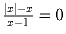 \frac{|x|-x}{x-1} = 0